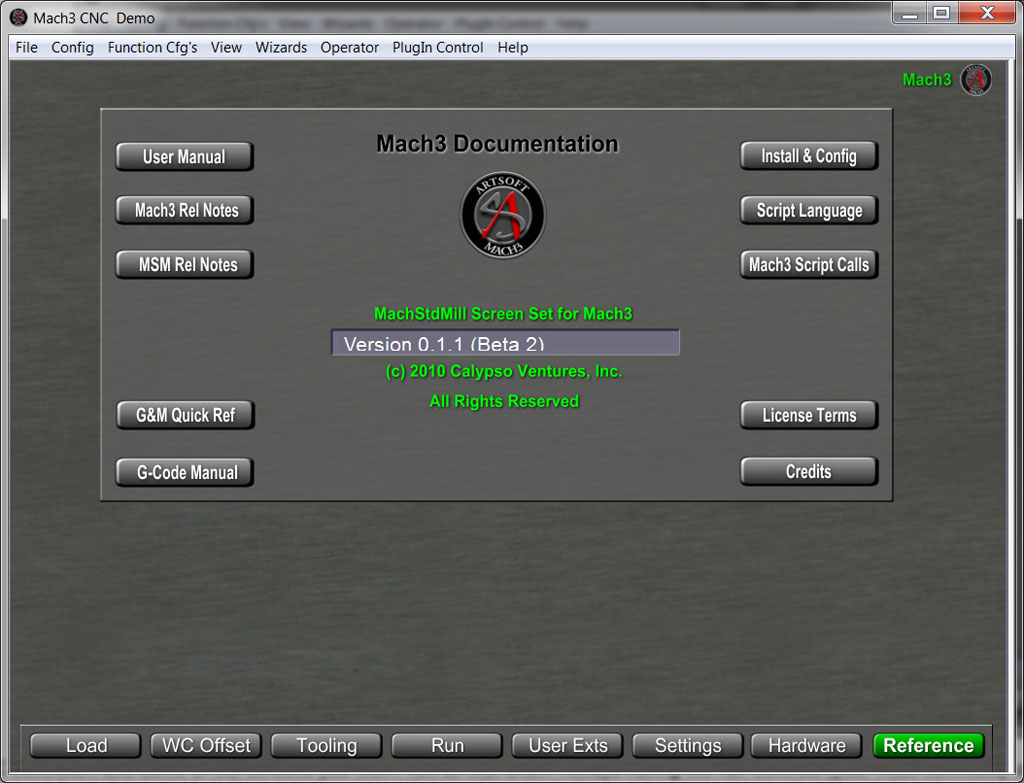 Mach3 CNC Demo
File Config Function Cfg's View Wizards Operator PlugIn Control Help
Mach3
Mach3 Documentation
User Manual
Install & Config
ARTSOFT
MACH3
Mach3 Rel Notes
Script Language
MSM Rel Notes
Mach3 Script Calls
MachStdMill Screen Set for Mach3
Version 0.1.1 (Beta 2)
(c) 2010 Calypso Ventures, Inc.
All Rights Reserved
G&M Quick Ref
License Terms
G-Code Manual
Credits
Load WC Offset Tooling Run User Exts Settings Hardware Reference